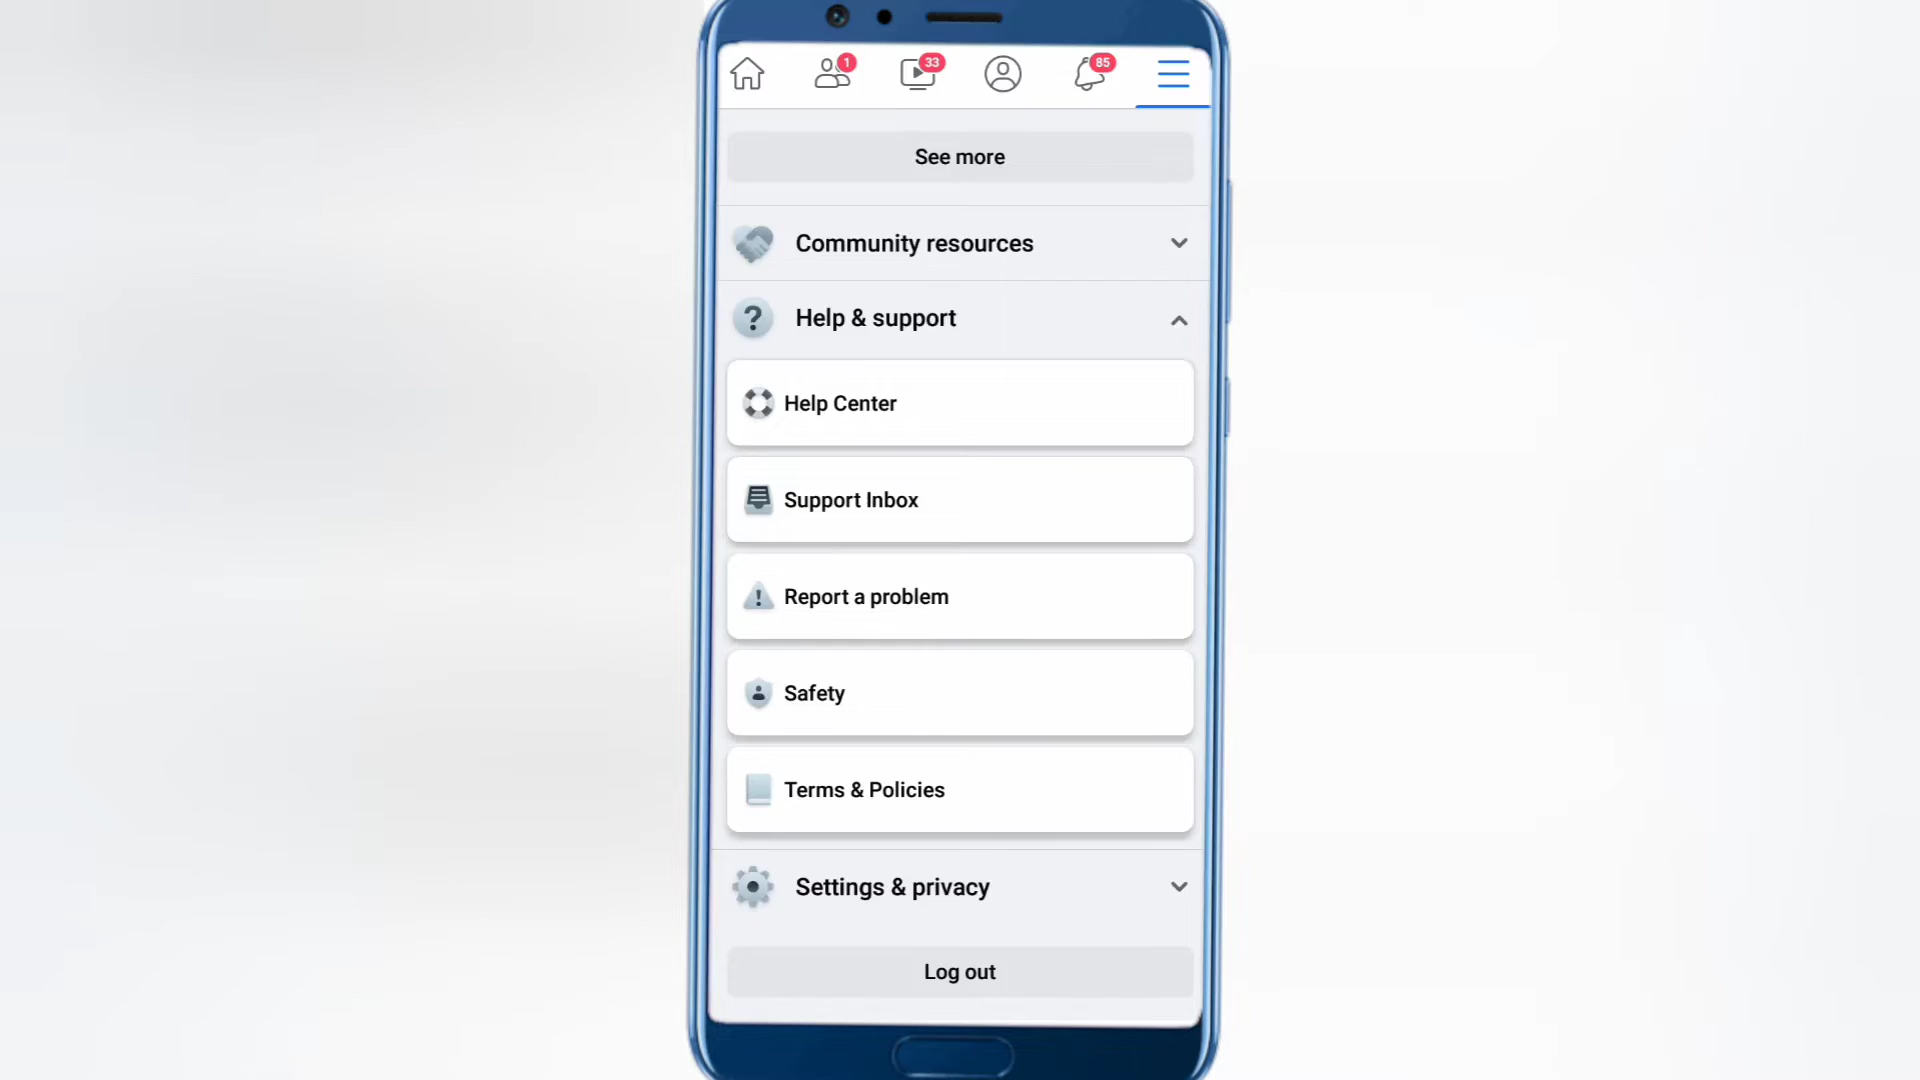 1
33
85
See more
Community resources
Help & support
Help Center
Support Inbox
Report a problem
Safety
Terms & Policies
Settings & privacy
Log out